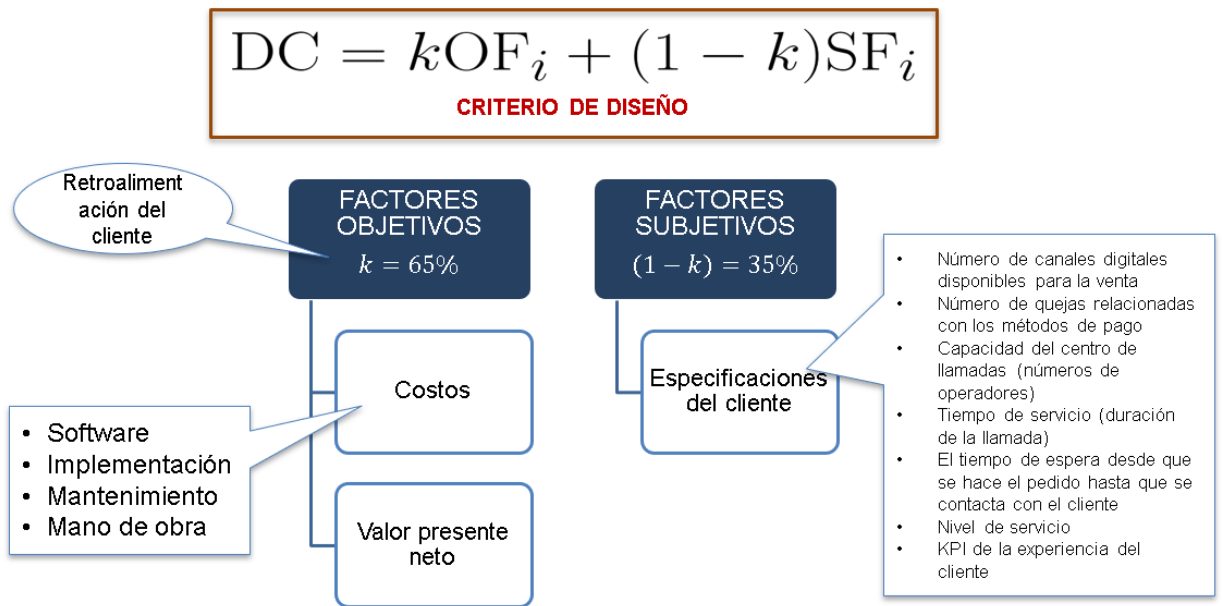 DC = kOFᵢ + (1 − k)SFᵢ
CRITERIO DE DISEÑO
Retroaliment
ación del
cliente
FACTORES
OBJETIVOS
k = 65%
FACTORES
SUBJETIVOS
(1 − k) = 35%
Costos
• Software
• Implementación
• Mantenimiento
• Mano de obra
Valor presente
neto
Especificaciones
del cliente
• Número de canales digitales
disponibles para la venta
• Número de quejas relacionadas
con los métodos de pago
• Capacidad del centro de
llamadas (números de
operadores)
• Tiempo de servicio (duración
de la llamada)
• El tiempo de espera desde que
se hace el pedido hasta que se
contacta con el cliente
• Nivel de servicio
• KPI de la experiencia del
cliente